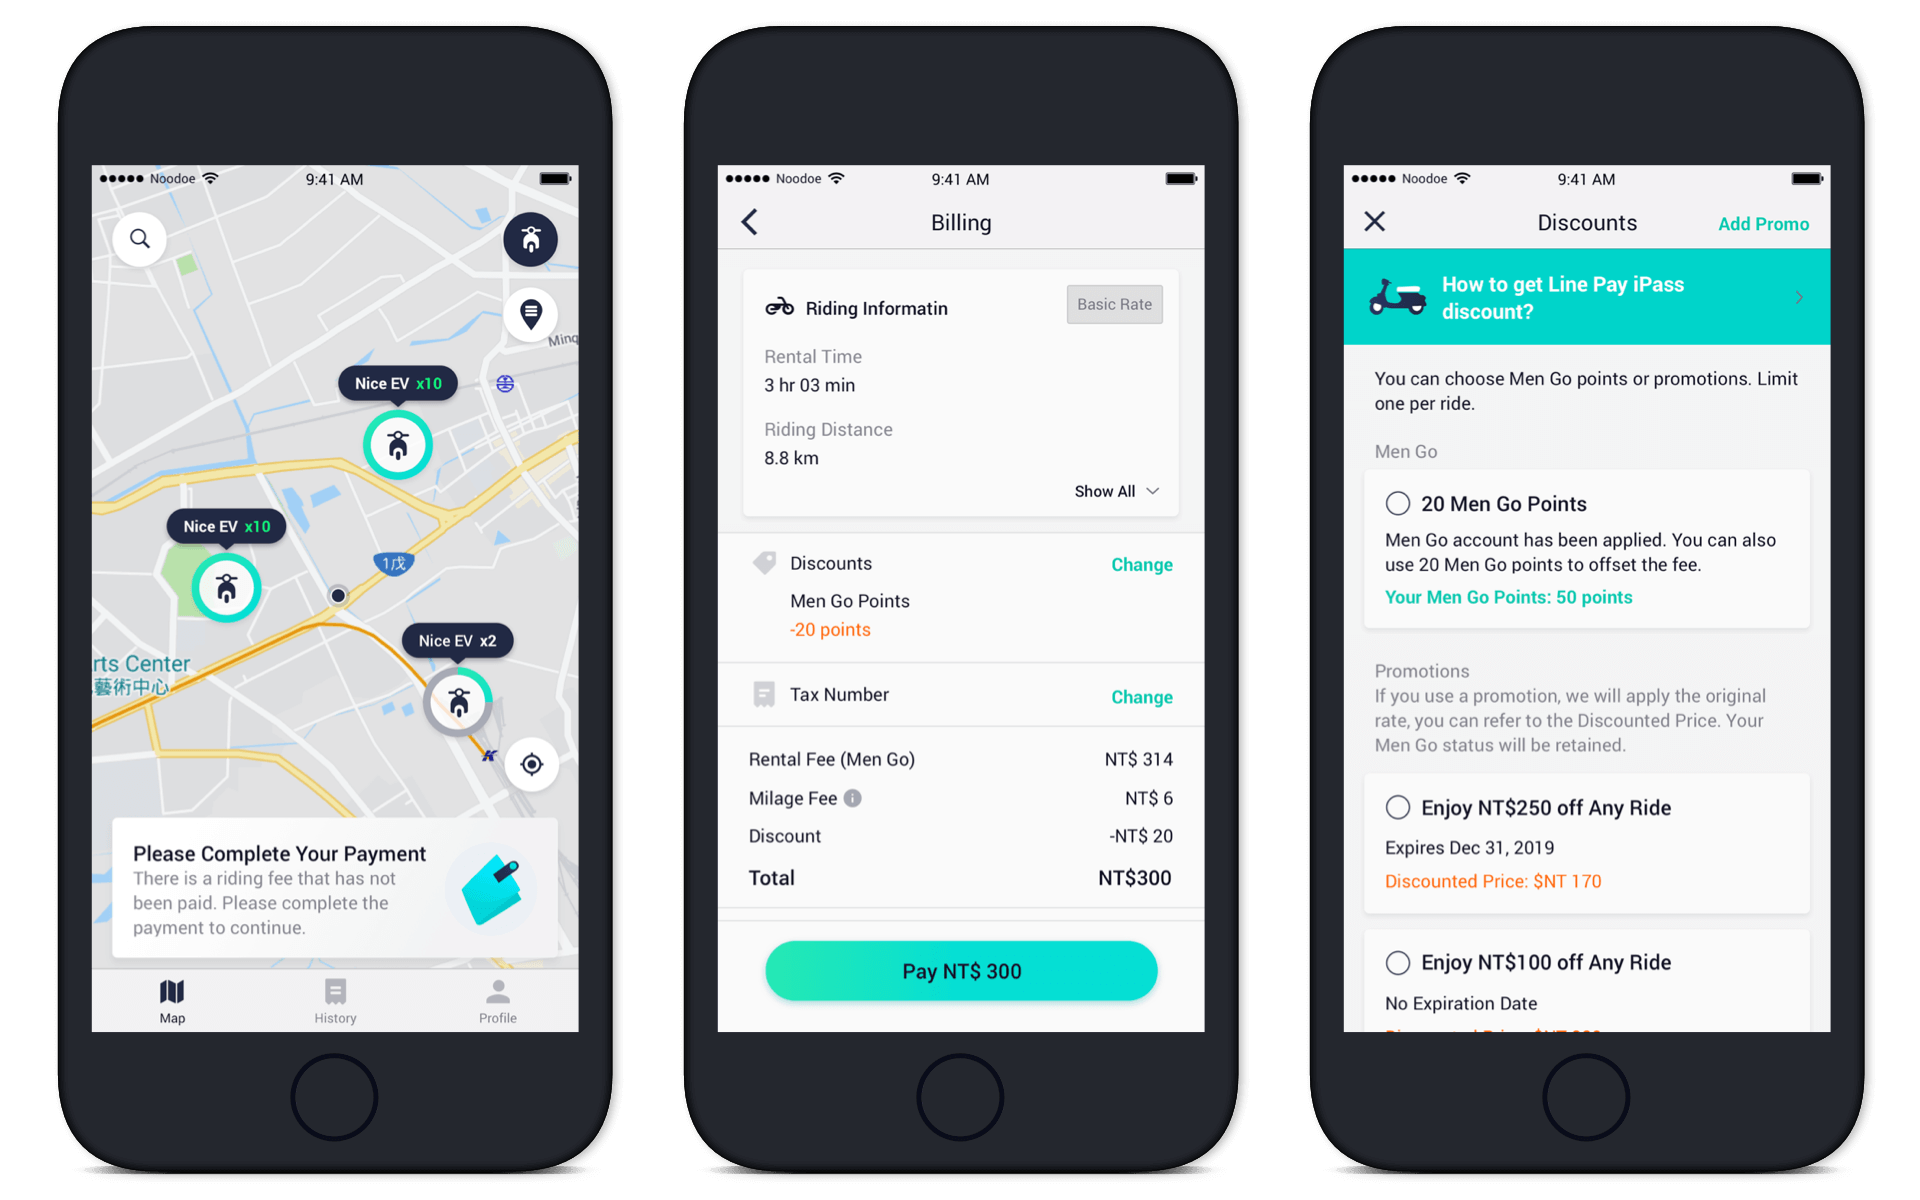 Noodoe
9:41 AM
Ming
Nice EV x10
Nice EV x10
1戊
Nice EV x2
rts Center
藝術中心
Please Complete Your Payment
There is a riding fee that has not
been paid. Please complete the
payment to continue.
Map
History
Profile
Noodoe
9:41 AM
Billing
Riding Informatin
Basic Rate
Rental Time
3 hr 03 min
Riding Distance
8.8 km
Show All
Discounts
Change
Men Go Points
-20 points
Tax Number
Change
Rental Fee (Men Go)
NT$ 314
Milage Fee
NT$ 6
Discount
-NT$ 20
Total
NT$300
Pay NT$ 300
Noodoe
9:41 AM
Discounts
Add Promo
How to get Line Pay iPass
discount?
You can choose Men Go points or promotions. Limit
one per ride.
Men Go
20 Men Go Points
Men Go account has been applied. You can also
use 20 Men Go points to offset the fee.
Your Men Go Points: 50 points
Promotions
If you use a promotion, we will apply the original
rate, you can refer to the Discounted Price. Your
Men Go status will be retained.
Enjoy NT$250 off Any Ride
Expires Dec 31, 2019
Discounted Price: $NT 170
Enjoy NT$100 off Any Ride
No Expiration Date